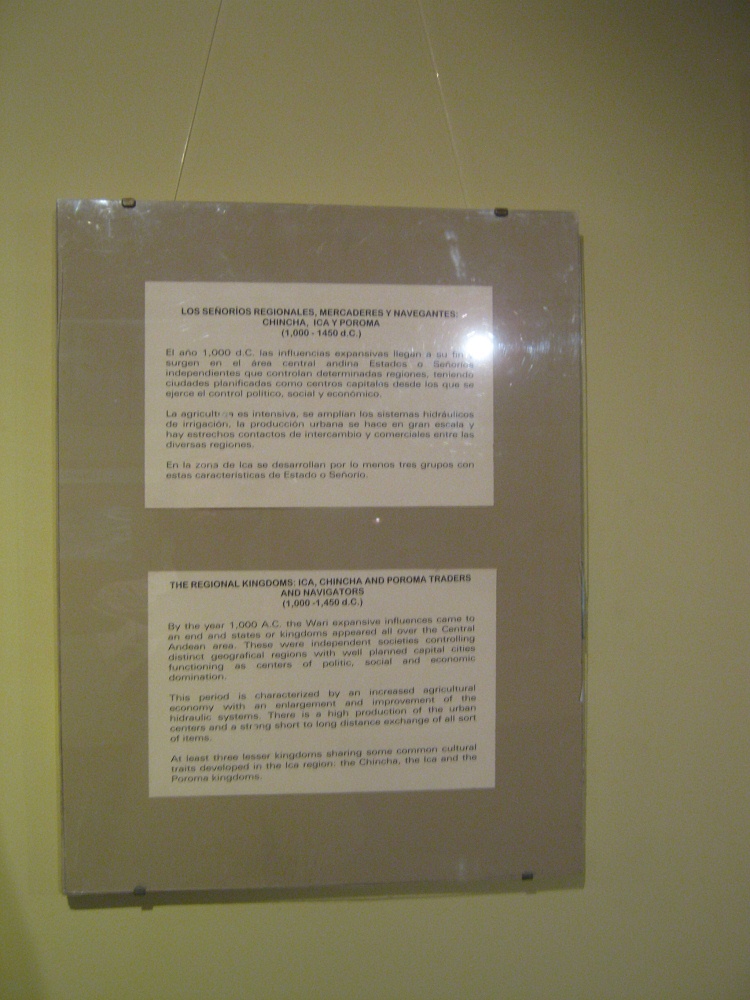 LOS SEÑORÍOS REGIONALES, MERCADERES Y NAVEGANTES:
CHINCHA, ICA Y POROMA
(1,000 - 1450 d.C.)
El año 1,000 d.C. las influencias expansivas llegan a su fin
surgen en el área central andina Estados o Señoríos
independientes que controlan determinadas regiones, teniendo
ciudades planificadas como centros capitalos desde los que se
ejerce el control político, social y económico.
La agricultura es intensiva, se amplían los sistemas hidráulicos
de irrigación, la producción urbana se hace en gran escala y
hay estrechos contactos de intercambio y comerciales entre las
diversas regiones.
En la zona de Ica se desarrollan por lo menos tres grupos con
estas características de Estado o Señorío.
THE REGIONAL KINGDOMS: ICA, CHINCHA AND POROMA TRADERS
AND NAVIGATORS
(1,000 -1,450 d.C.)
By the year 1,000 A.C. the Wari expansive influences came to
an end and states or kingdoms appeared all over the Central
Andean area. These were independent societies controlling
distinct geografical regions with well planned capital cities
functioning as centers of politic, social and economic
domination.
This period is characterized by an increased agricultural
economy with an enlargement and improvement of the
hidraulic systems. There is a high production of the urban
centers and a strong short to long distance exchange of all sort
of items.
At least three lesser kingdoms sharing some common cultural
traits developed in the Ica region: the Chincha, the Ica and the
Poroma kingdoms.